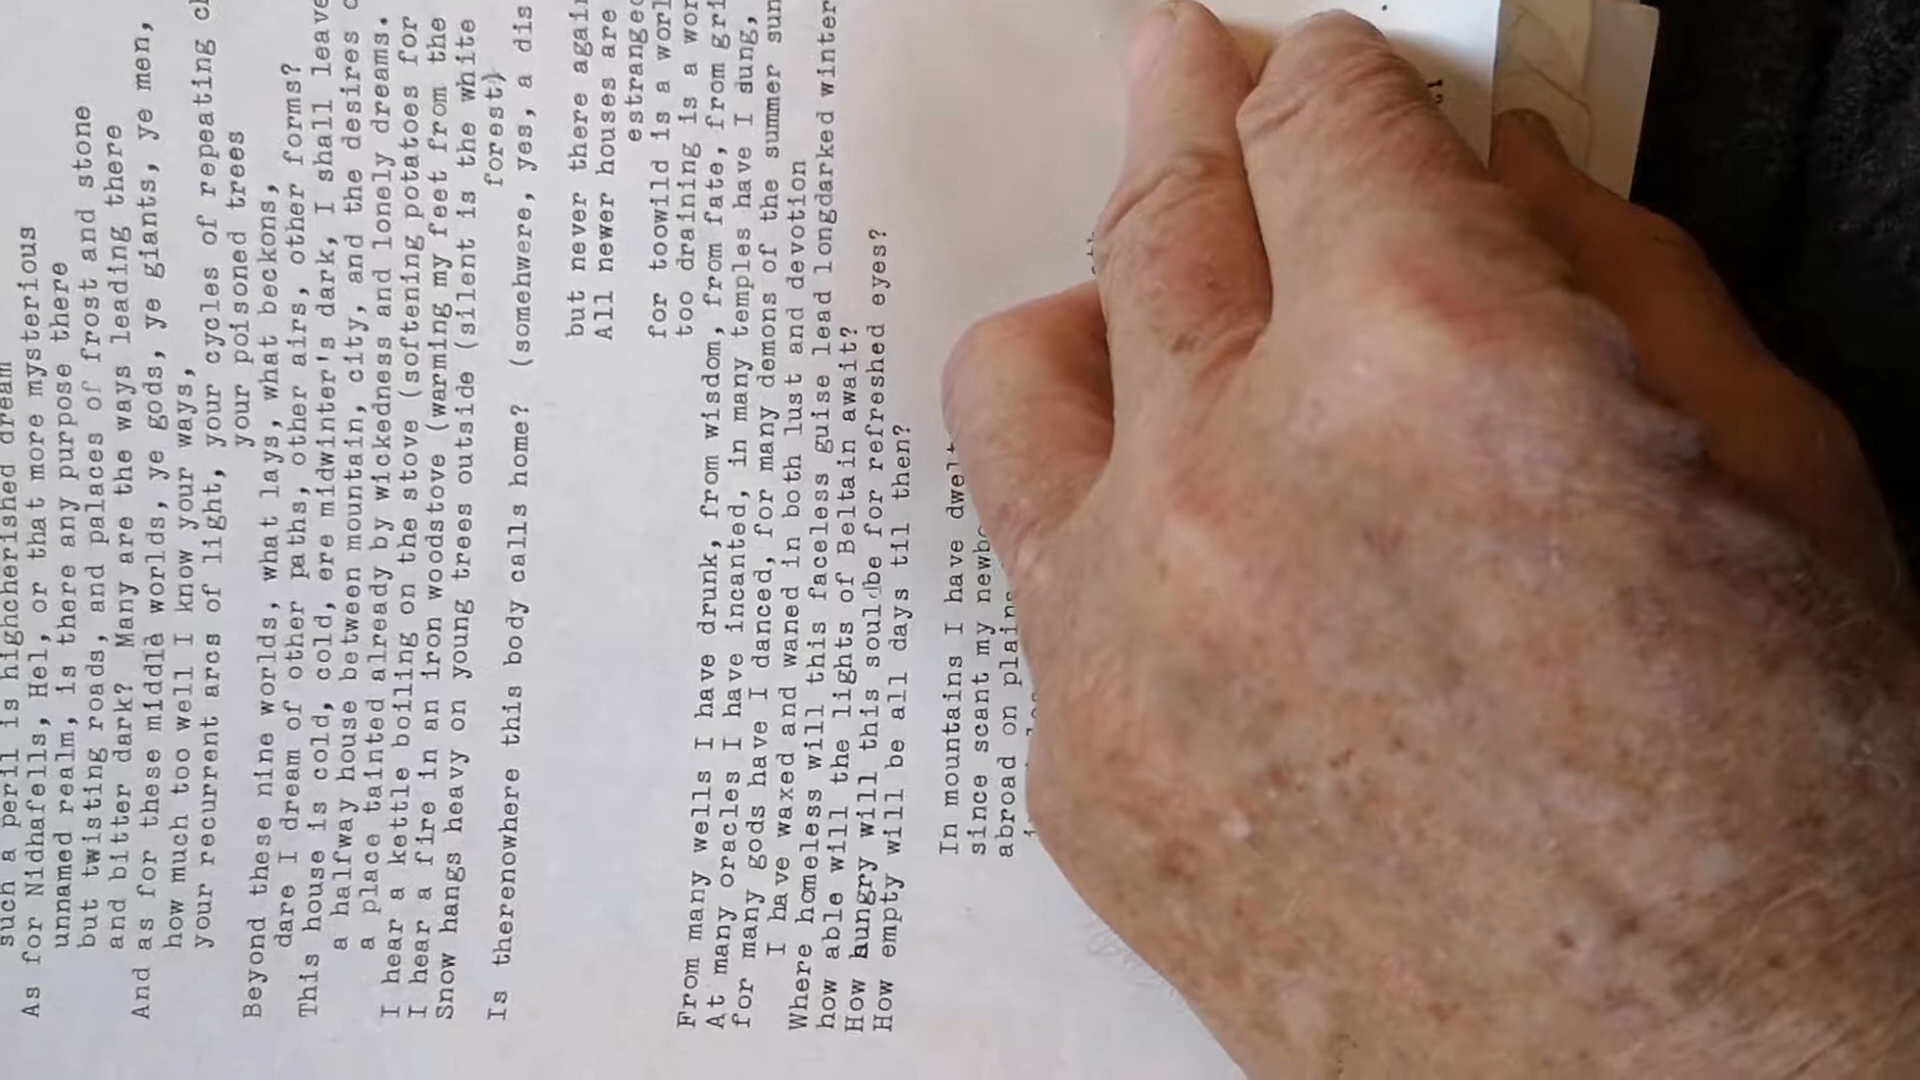 such a peril is highcherished dream
As for Nidhafells, Hel, or that more mysterious
unnamed realm, is there any purpose there
but twisting roads, and palaces of frost and stone
and bitter dark? Many are the ways leading there
And as for these middle worlds, ye gods, ye giants, ye men,
how much too well I know your ways,
your recurrent arcs of light, your cycles of repeating
your poisoned trees
Beyond these nine worlds, what lays, what beckons,
dare I dream of other paths, other airs, other forms?
This house is cold, cold, ere midwinter's dark, I shall leave
a halfway house between mountain, city, and the desires
a place tainted already by wickedness and lonely dreams.
I hear a kettle boiling on the stove (softening potatoes for
I hear a fire in an iron woodstove (warming my feet from the
Snow hangs heavy on young trees outside (silent is the white
forest)
Is therenowhere this body calls home? (somehwere, yes, a dis
but never there agai
All newer houses are
estranged
for toowild is a worl
too draining is a wor
From many wells I have drunk, from wisdom, from fate, from gri
At many oracles I have incanted, in many temples have I sung,
for many gods have I danced, for many demons of the summer sun
I have waxed and waned in both lust and devotion
Where homeless will this faceless guise lead longdarked winter
how able will the lights of Beltain await?
How hungry will this soulbe for refreshed eyes?
How empty will be all days til then?
In mountains I have dwelt
since scant my newbo
abroad on plains